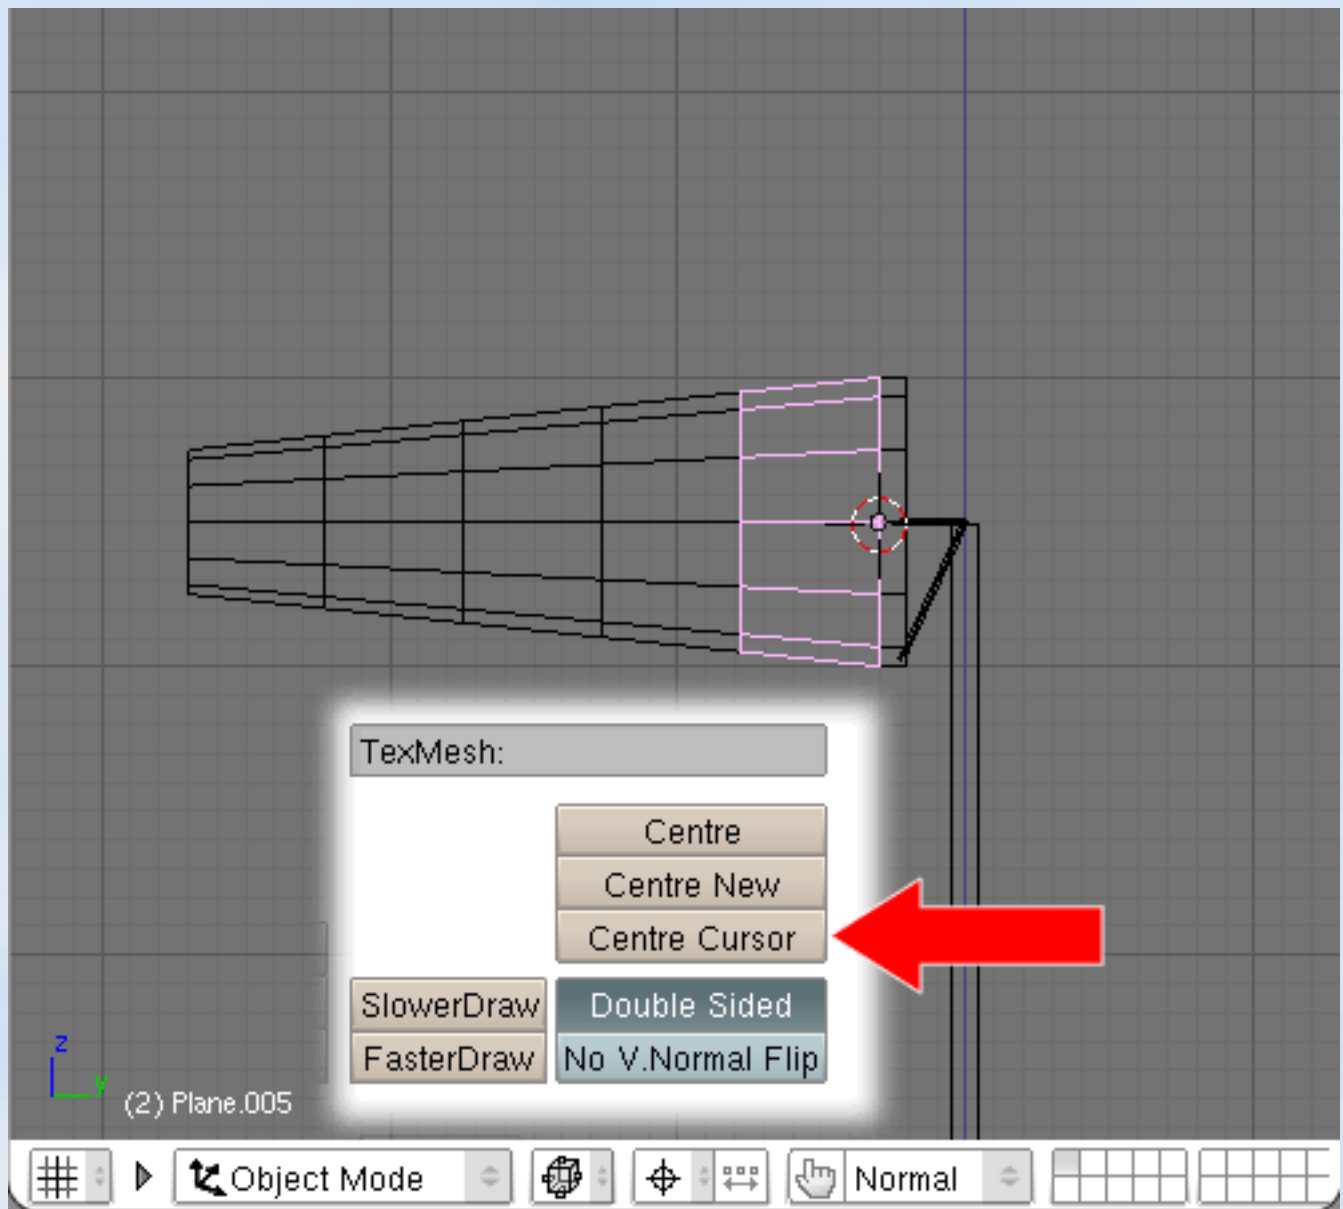 TexMesh:
Centre
Centre New
Centre Cursor
SlowerDraw
Double Sided
FasterDraw
No V.Normal Flip
z
y
(2) Plane.005
Object Mode
Normal